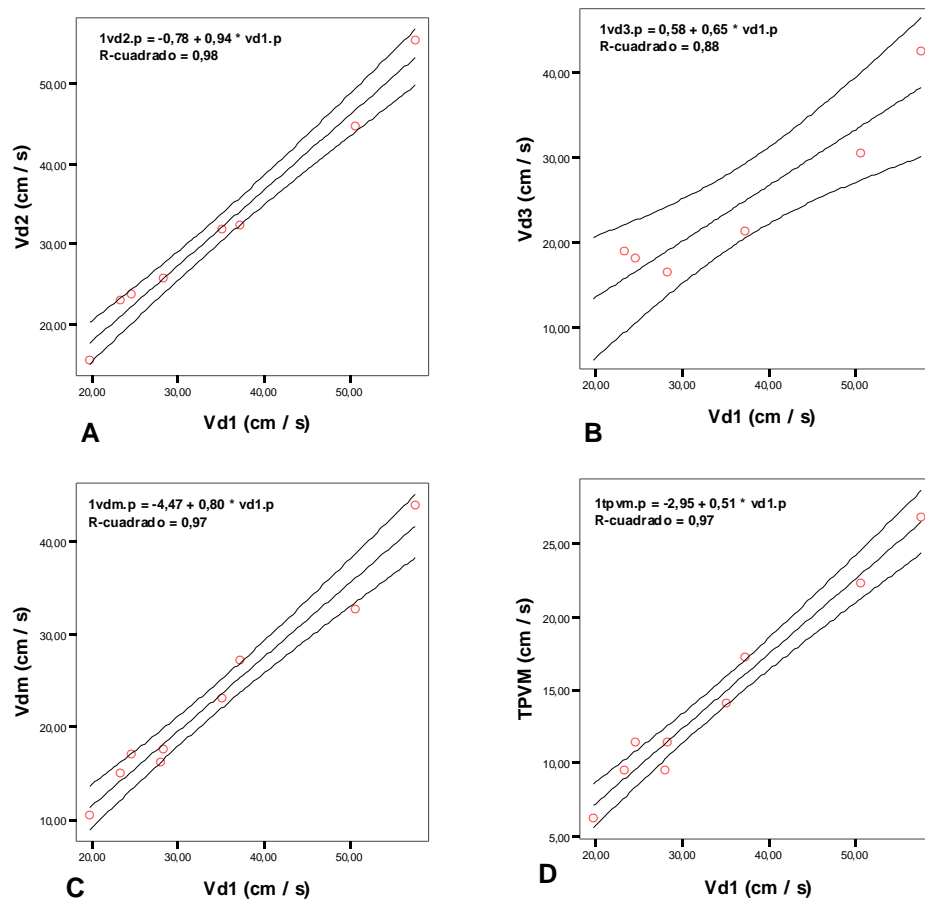 1vd2.p = -0,78 + 0,94 * vd1.p
R-cuadrado = 0,98
50,00
40,00
30,00
20,00
Vd2 (cm / s)
20,00 30,00 40,00 50,00
Vd1 (cm / s)
A
1vd3.p = 0,58 + 0,65 * vd1.p
R-cuadrado = 0,88
40,00
30,00
20,00
10,00
Vd3 (cm / s)
20,00 30,00 40,00 50,00
Vd1 (cm / s)
B
1vdm.p = -4,47 + 0,80 * vd1.p
R-cuadrado = 0,97
40,00
30,00
20,00
10,00
Vdm (cm / s)
20,00 30,00 40,00 50,00
Vd1 (cm / s)
C
1tpvm.p = -2,95 + 0,51 * vd1.p
R-cuadrado = 0,97
25,00
20,00
15,00
10,00
5,00
TPVM (cm / s)
20,00 30,00 40,00 50,00
Vd1 (cm / s)
D